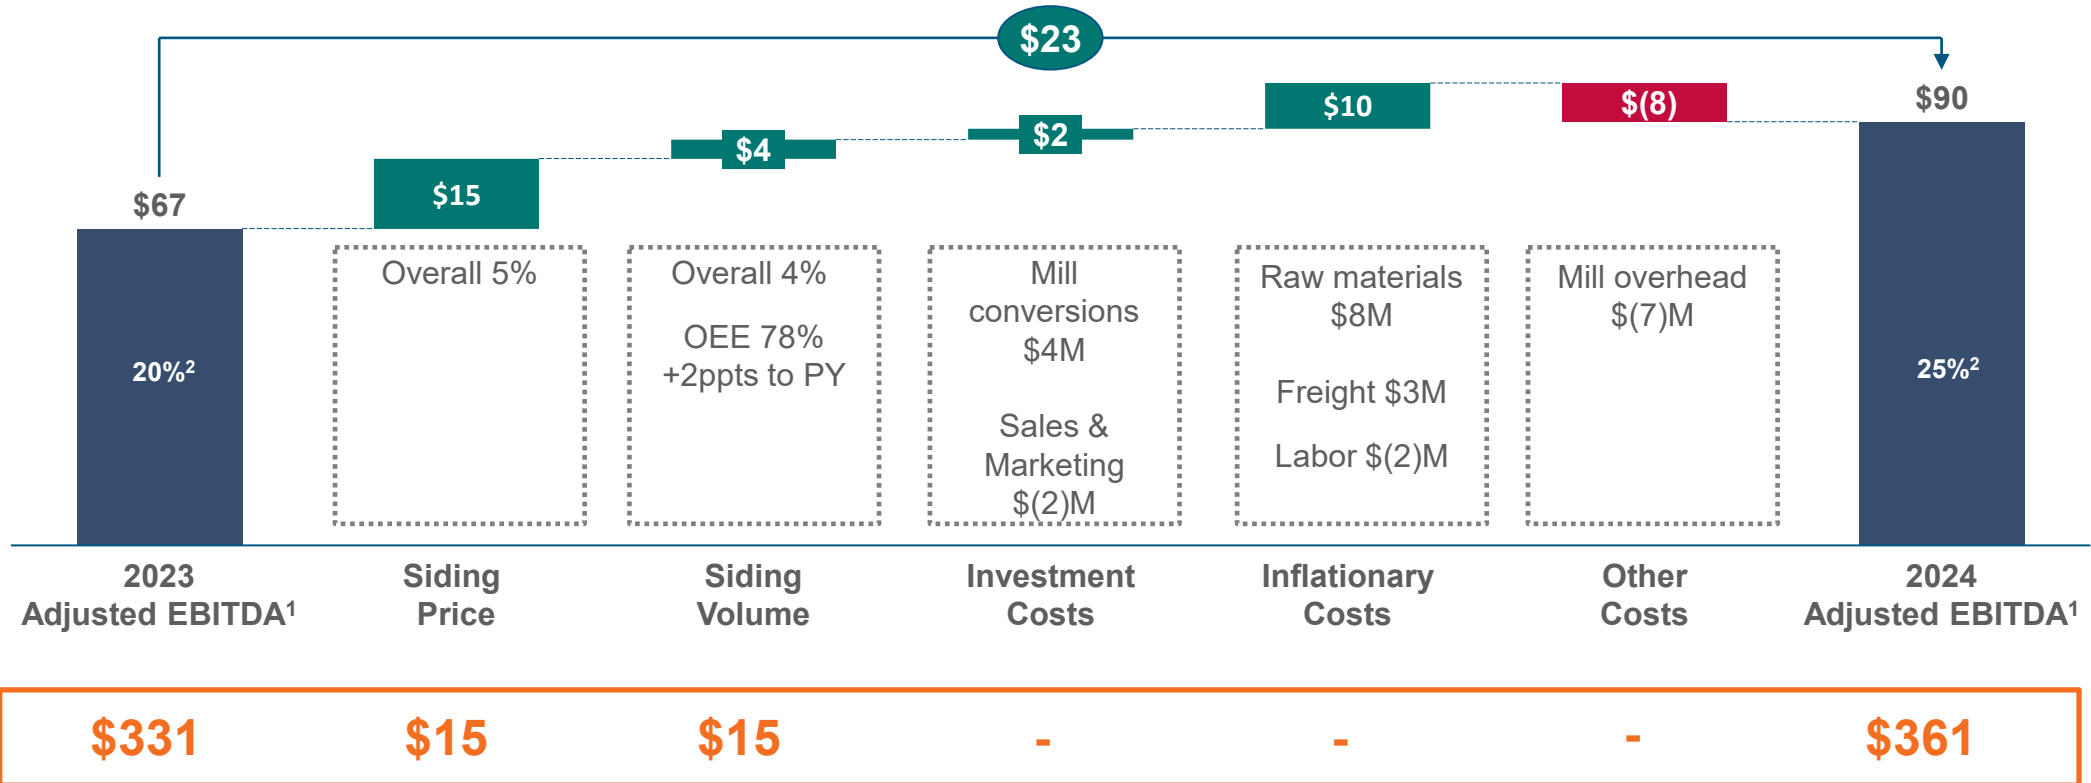 $23
$67
$15
$4
$2
$10
$(8)
$90
20%²
25%²
Overall 5%
Overall 4%
OEE 78%
+2ppts to PY
Mill
conversions
$4M
Sales &
Marketing
$(2)M
Raw materials
$8M
Freight $3M
Labor $(2)M
Mill overhead
$(7)M
2023
Adjusted EBITDA¹
Siding
Price
Siding
Volume
Investment
Costs
Inflationary
Costs
Other
Costs
2024
Adjusted EBITDA¹
$331 $15 $15 - - - $361